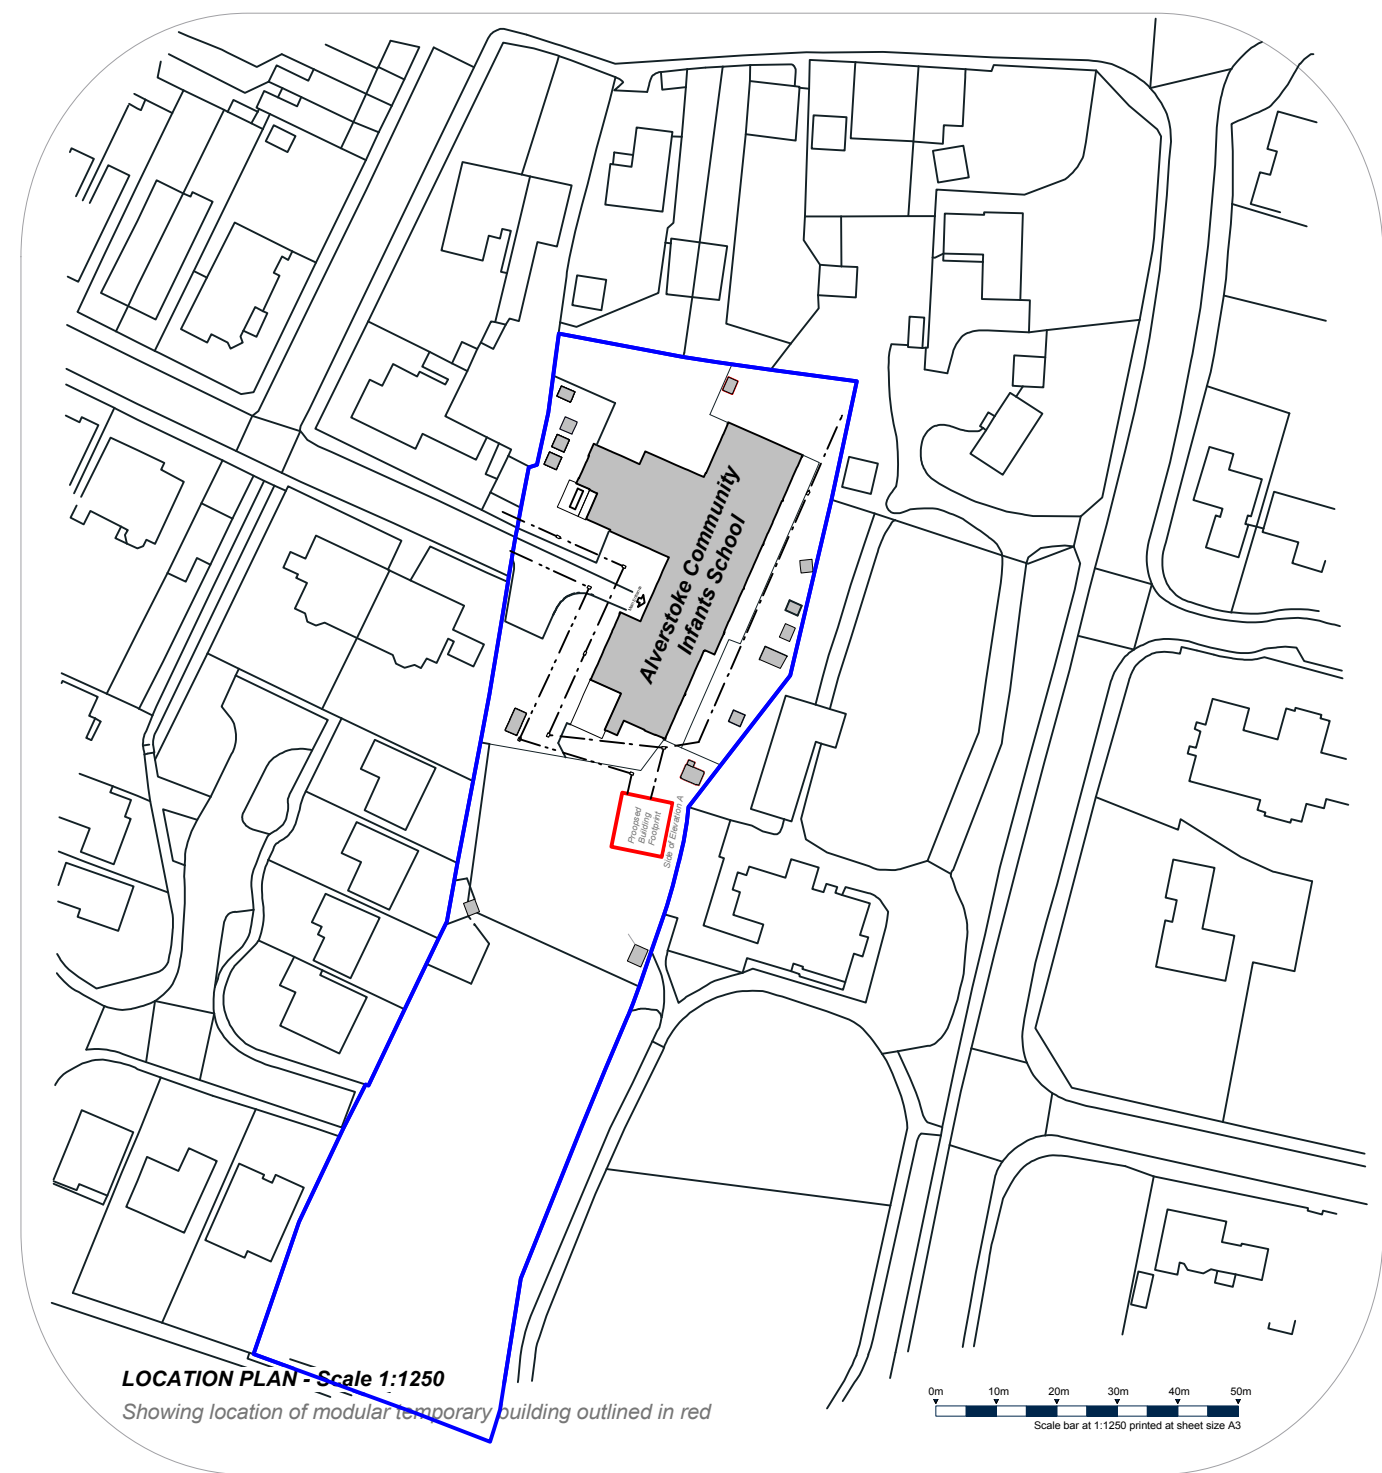 Alverstoke Community
Infants School
Proopsed
Building
Footprint
Side of Elevation A
LOCATION PLAN - Scale 1:1250
Showing location of modular temporary building outlined in red
0m 10m 20m 30m 40m 50m
Scale bar at 1:1250 printed at sheet size A3